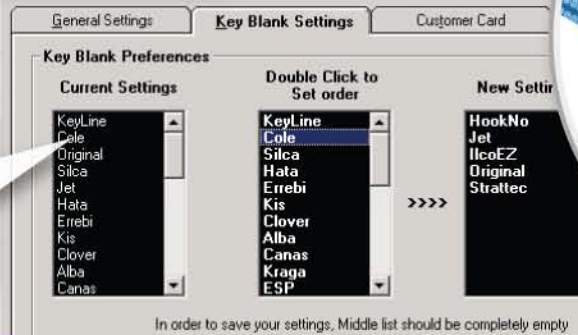 General Settings
Key Blank Settings
Customer Card
Key Blank Preferences
Current Settings
KeyLine
Cole
Original
Silca
Jet
Hata
Errebi
Kis
Clover
Alba
Canas
Double Click to
Set order
KeyLine
Cole
Silca
Hata
Errebi
Kis
Clover
Alba
Canas
Kraga
ESP
>>>>
New Settin
HookNo
Jet
IlcoEZ
Original
Strattec
In order to save your settings, Middle list should be completely empty